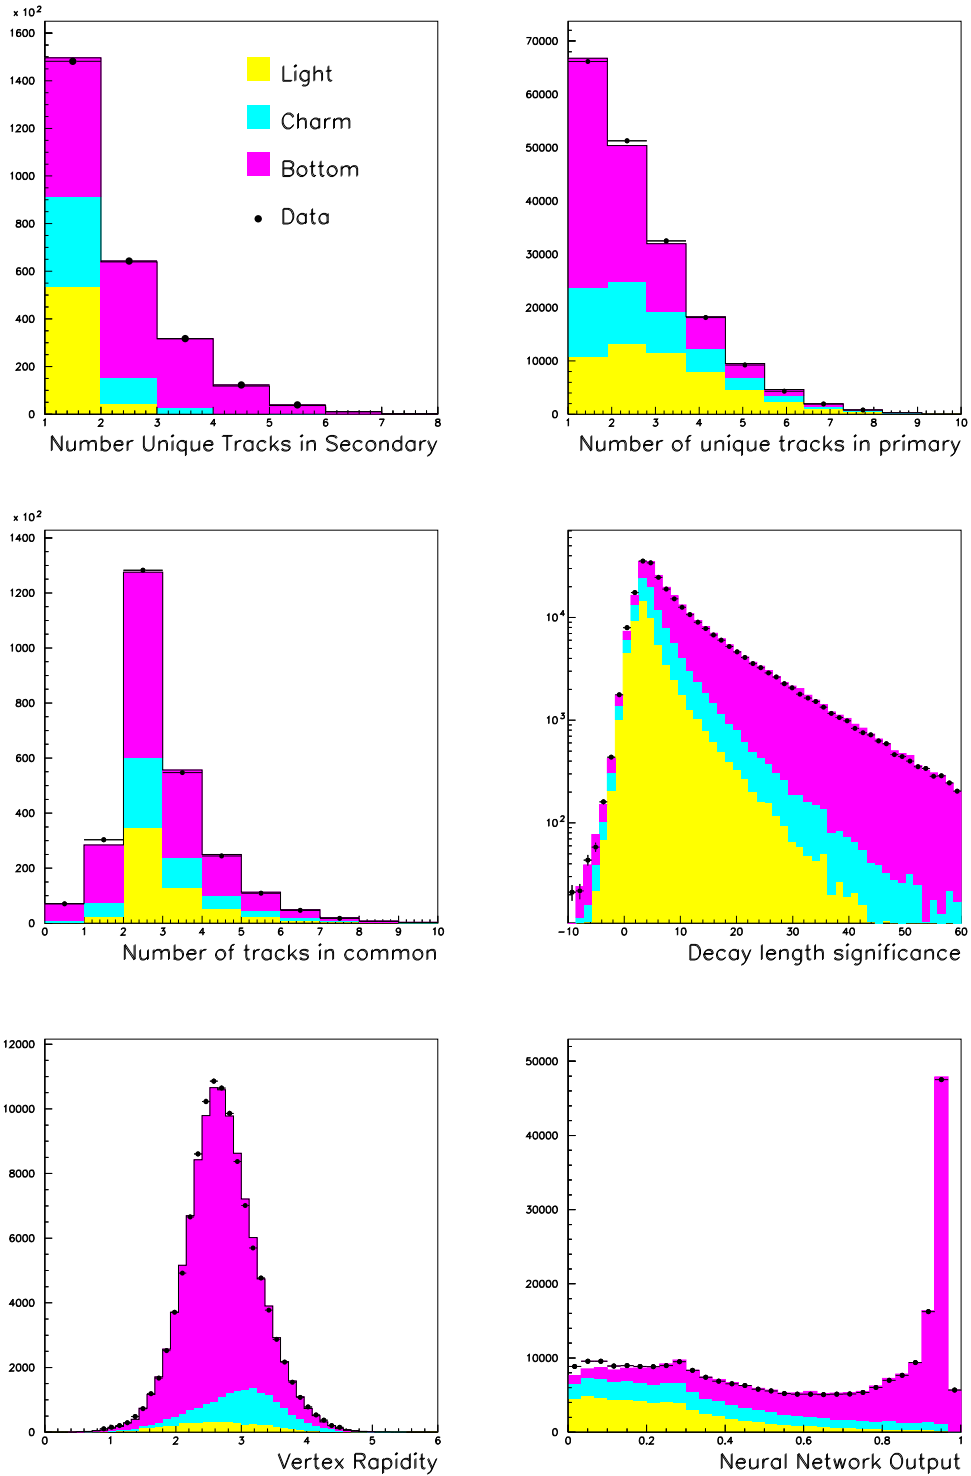 x 10²
1600
1400
1200
1000
800
600
400
200
0
1 2 3 4 5 6 7 8
Number Unique Tracks in Secondary
Light
Charm
Bottom
Data
70000
60000
50000
40000
30000
20000
10000
0
1 2 3 4 5 6 7 8 9 10
Number of unique tracks in primary
x 10²
1400
1200
1000
800
600
400
200
0
0 1 2 3 4 5 6 7 8 9 10
Number of tracks in common
10⁴
10³
10²
-10 0 10 20 30 40 50 60
Decay length significance
12000
10000
8000
6000
4000
2000
0
0 1 2 3 4 5 6
Vertex Rapidity
50000
40000
30000
20000
10000
0
0 0.2 0.4 0.6 0.8 1
Neural Network Output